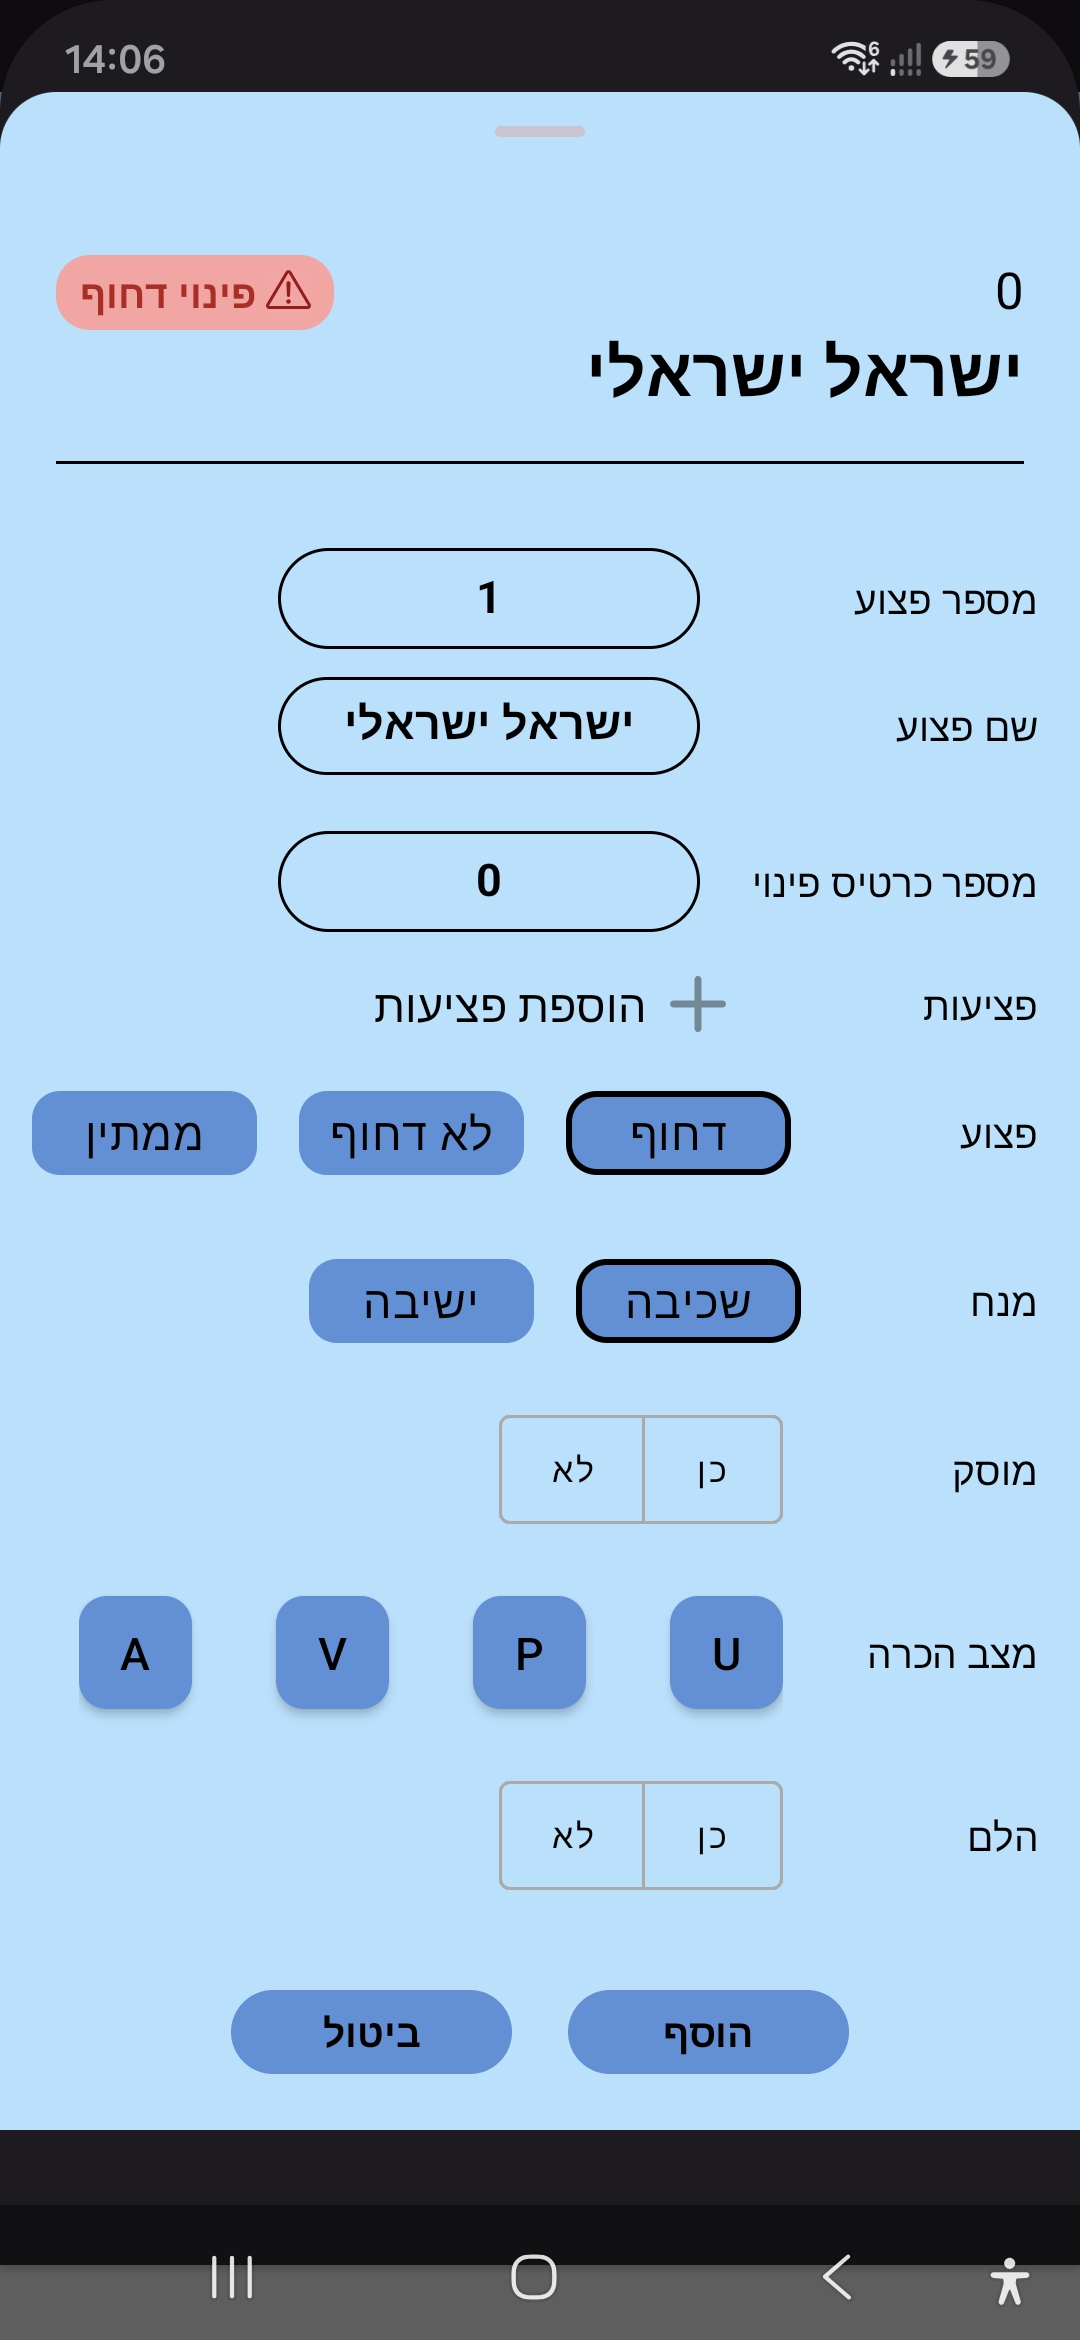 14:06
6
59
0
פינוי דחוף
ישראל ישראלי
מספר פצוע
1
שם פצוע
ישראל ישראלי
מספר כרטיס פינוי
0
פציעות
הוספת פציעות
פצוע
דחוף
לא דחוף
ממתין
מנח
שכיבה
ישיבה
מוסק
כן
לא
מצב הכרה
U
P
V
A
הלם
כן
לא
הוסף
ביטול